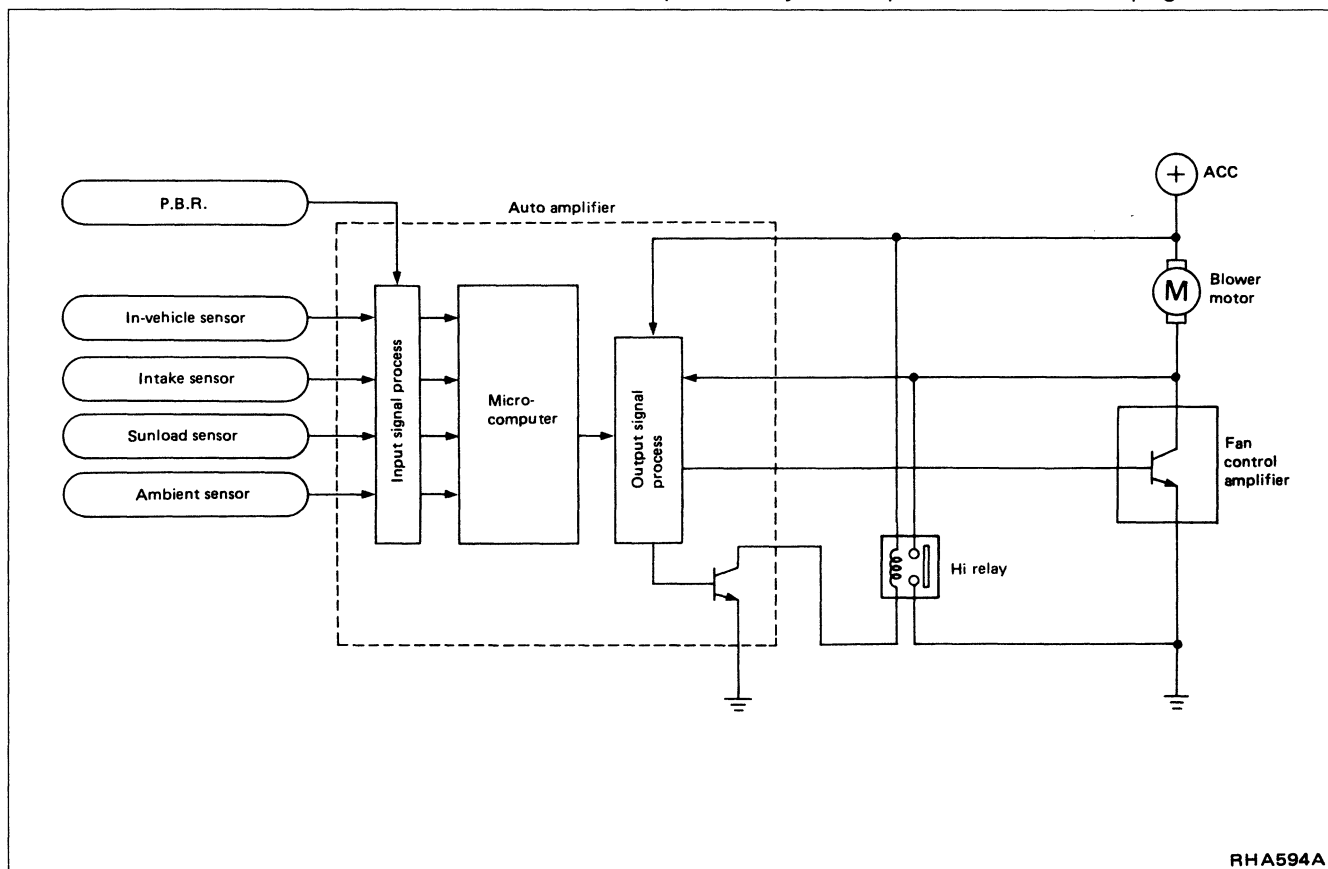 P.B.R.
Auto amplifier
ACC
In-vehicle sensor
Intake sensor
Sunload sensor
Ambient sensor
Input signal process
Micro-
computer
Output signal
process
Blower
motor
M
Fan
control
amplifier
Hi relay
RHA594A